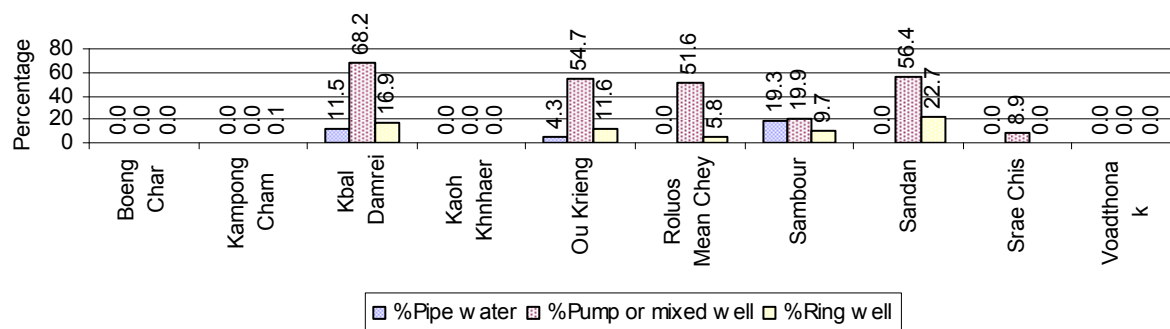 Percentage
80
60
40
20
0
0.0 0.0 0.0
0.0 0.0 0.1
11.5 68.2 16.9
0.0 0.0 0.0
4.3 54.7 11.6
0.0 51.6 5.8
19.3 19.9 9.7
0.0 56.4 22.7
0.0 8.9 0.0
0.0 0.0 0.0
Boeng
Char
Kampong
Cham
Kbal
Damrei
Kaoh
Khnhaer
Ou Krieng
Roluos
Mean Chey
Sambour
Sandan
Srae Chis
Voadthona
k
%Pipe water %Pump or mixed well %Ring well